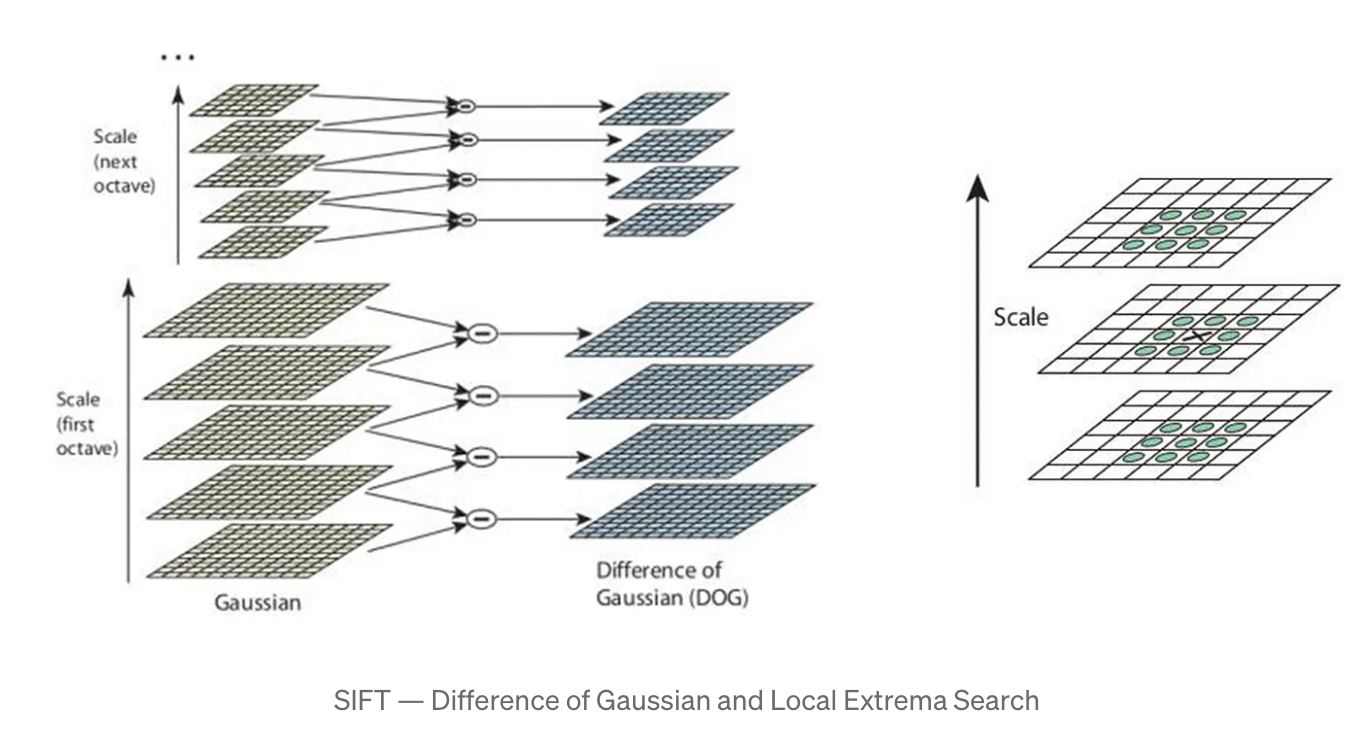 ...
Scale
(next
octave)
Scale
(first
octave)
Gaussian
Difference of
Gaussian (DOG)
Scale
SIFT — Difference of Gaussian and Local Extrema Search